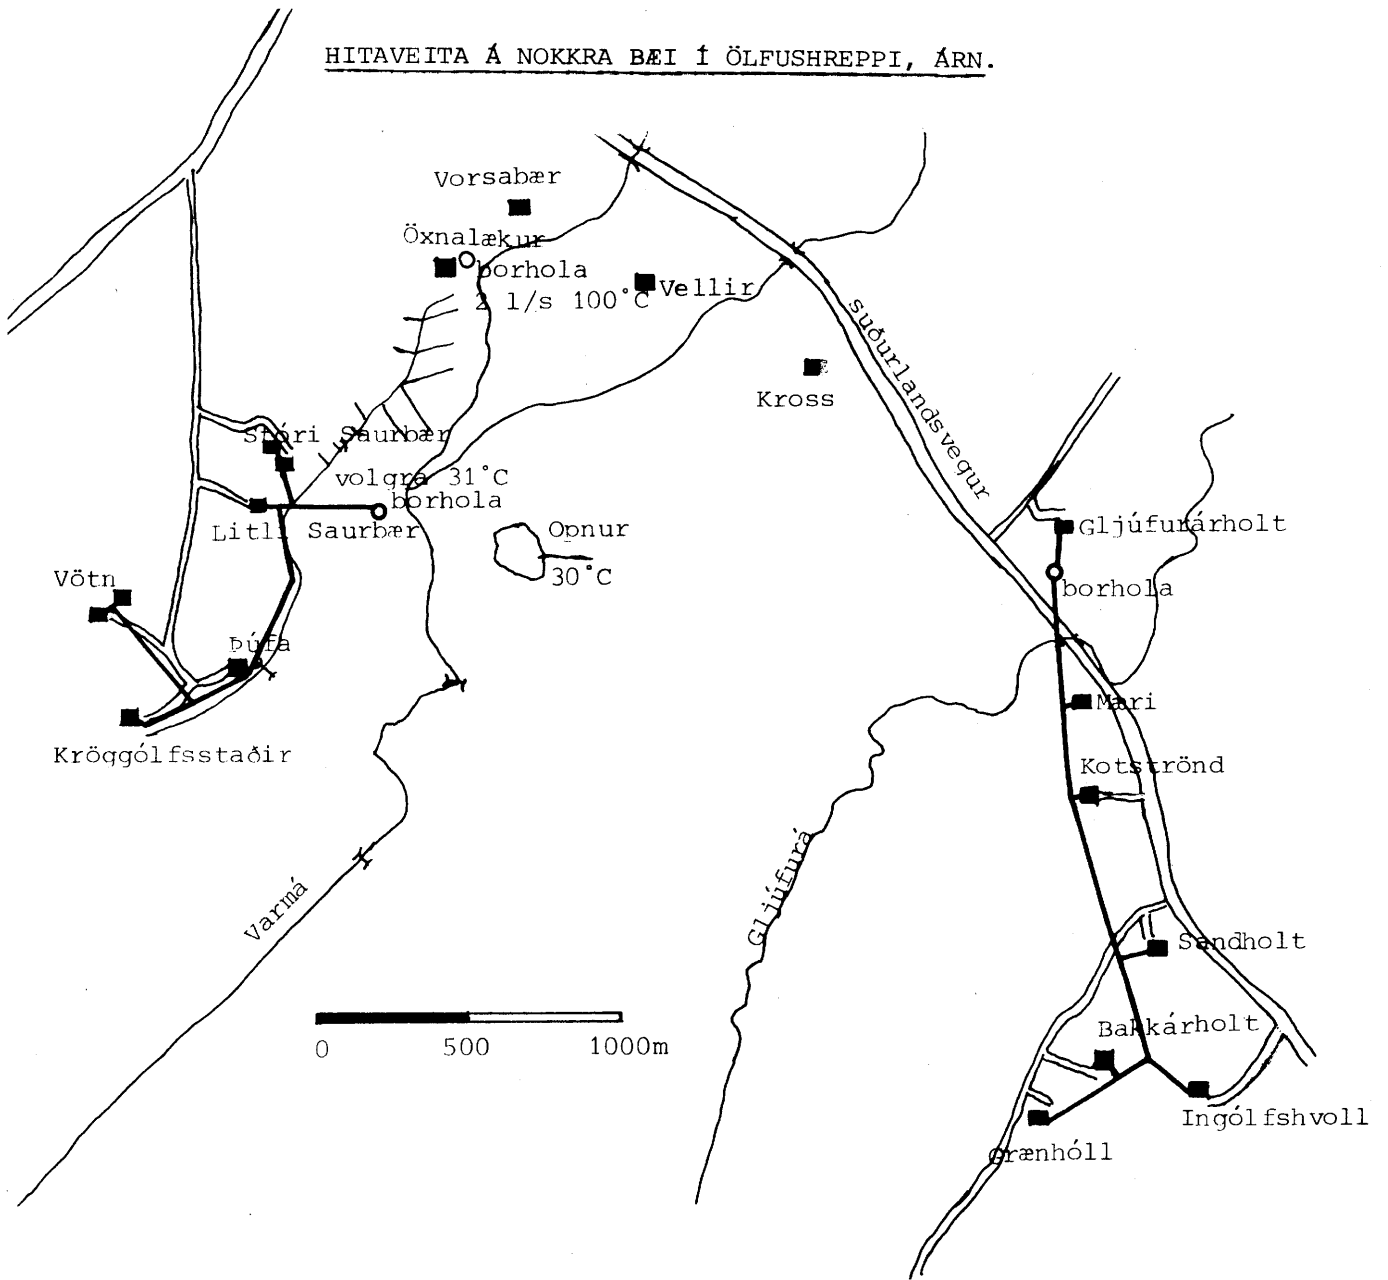 HITAVEITA Á NOKKRA BÆI Í ÖLFUSHREPPI, ÁRN.
Vorsabær
Öxnalækur
borhola
2 l/s 100°C
Vellir
suðurlandsvegur
Kross
Stóri Saurbær
volgra 31°C
borhola
Litli Saurbær
Opnur
30°C
Gljúfurárholt
borhola
Vötn
Þúfa
Kröggólfsstaðir
Mæri
Kotströnd
Gljúfurá
Varmá
Sandholt
Bakkárholt
0 500 1000m
Ingólfshvoll
Grænhóll